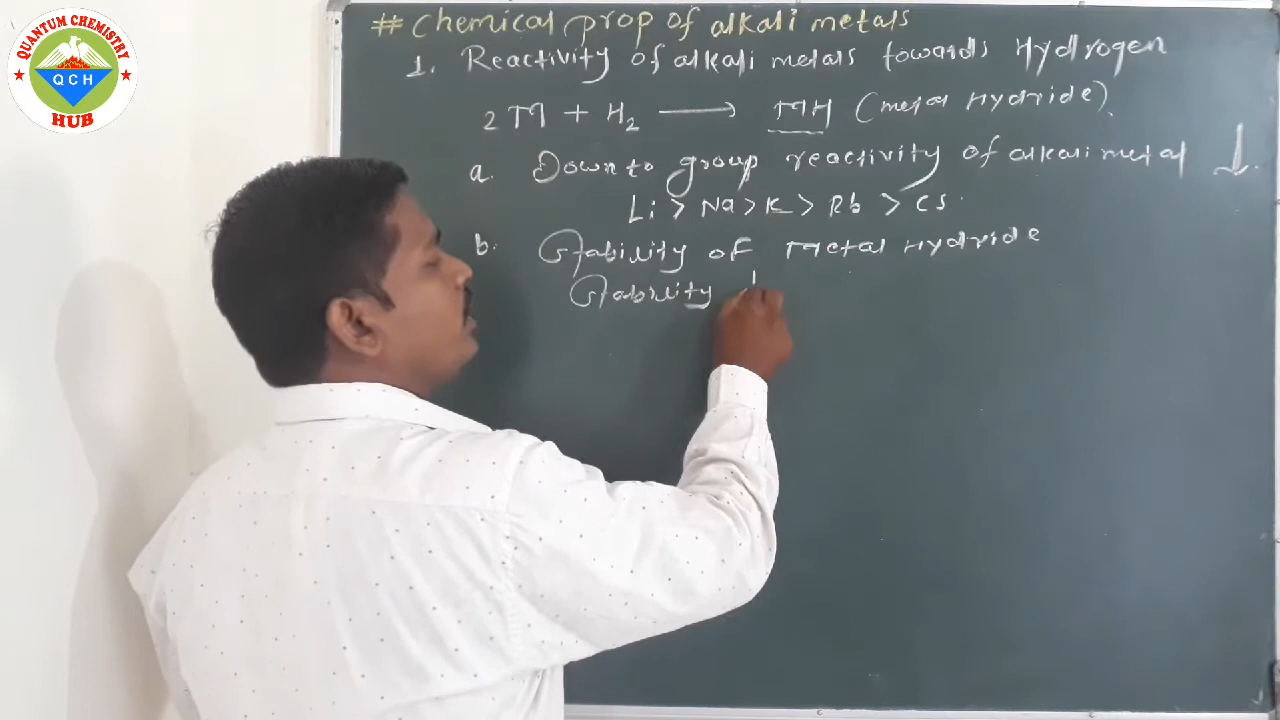 QUANTUM CHEMISTRY
QCH
HUB
# Chemical prop of alkali metals
1. Reactivity of alkali metals towards Hydrogen
2M + H2 ⟶ MH (metal Hydride).
a. Down to group reactivity of alkali metal ↓.
Li > Na > K > Rb > Cs.
b. Stability of Metal Hydride
Stability